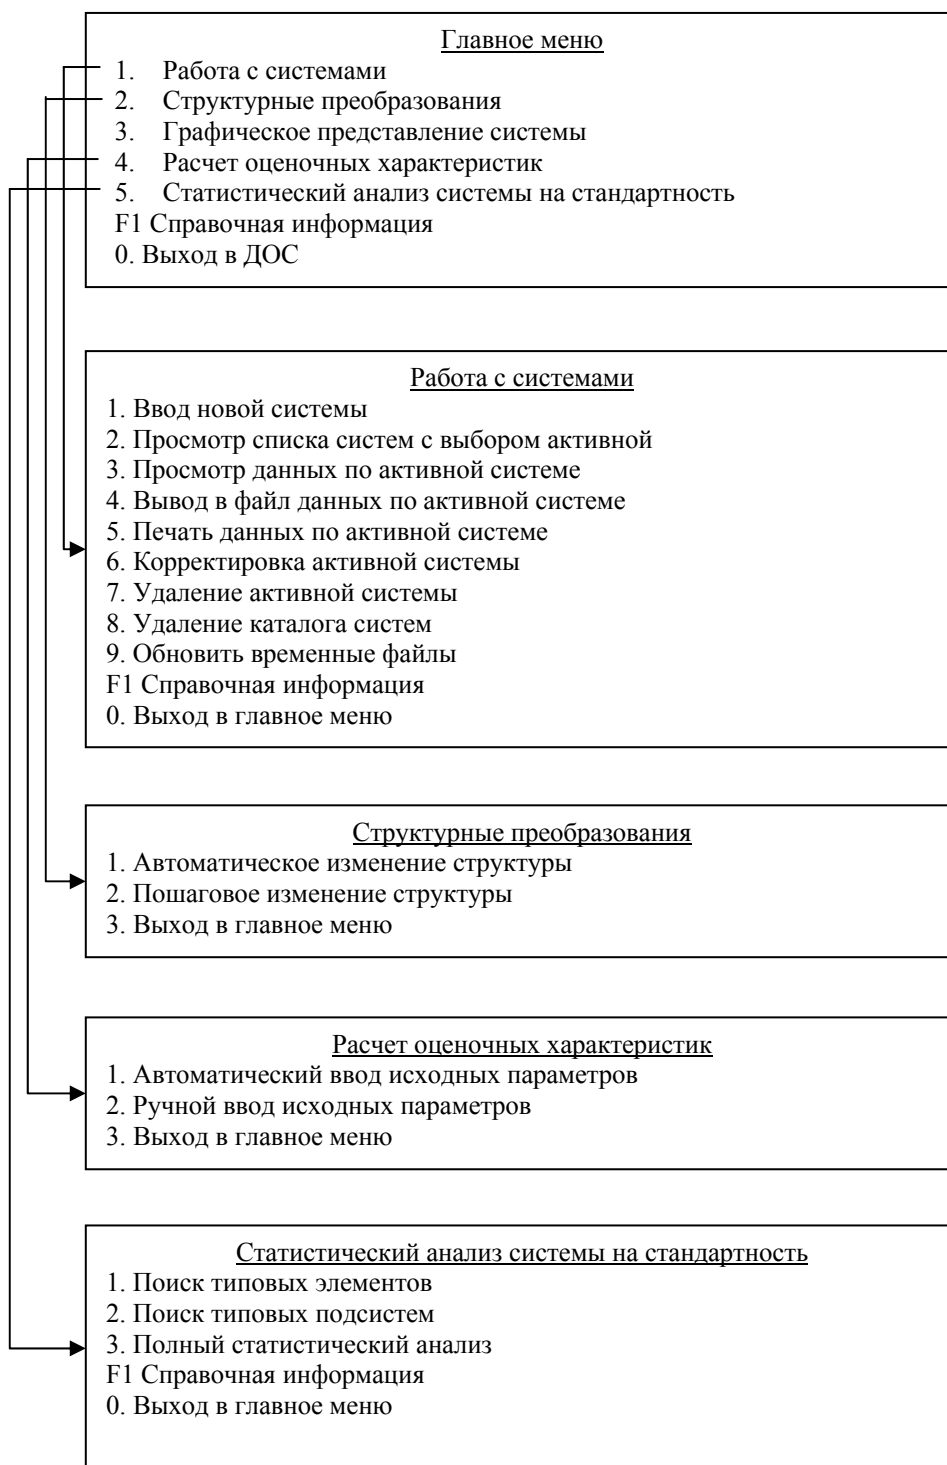 Главное меню
1. Работа с системами
2. Структурные преобразования
3. Графическое представление системы
4. Расчет оценочных характеристик
5. Статистический анализ системы на стандартность
F1 Справочная информация
0. Выход в ДОС
Работа с системами
1. Ввод новой системы
2. Просмотр списка систем с выбором активной
3. Просмотр данных по активной системе
4. Вывод в файл данных по активной системе
5. Печать данных по активной системе
6. Корректировка активной системы
7. Удаление активной системы
8. Удаление каталога систем
9. Обновить временные файлы
F1 Справочная информация
0. Выход в главное меню
Структурные преобразования
1. Автоматическое изменение структуры
2. Пошаговое изменение структуры
3. Выход в главное меню
Расчет оценочных характеристик
1. Автоматический ввод исходных параметров
2. Ручной ввод исходных параметров
3. Выход в главное меню
Статистический анализ системы на стандартность
1. Поиск типовых элементов
2. Поиск типовых подсистем
3. Полный статистический анализ
F1 Справочная информация
0. Выход в главное меню